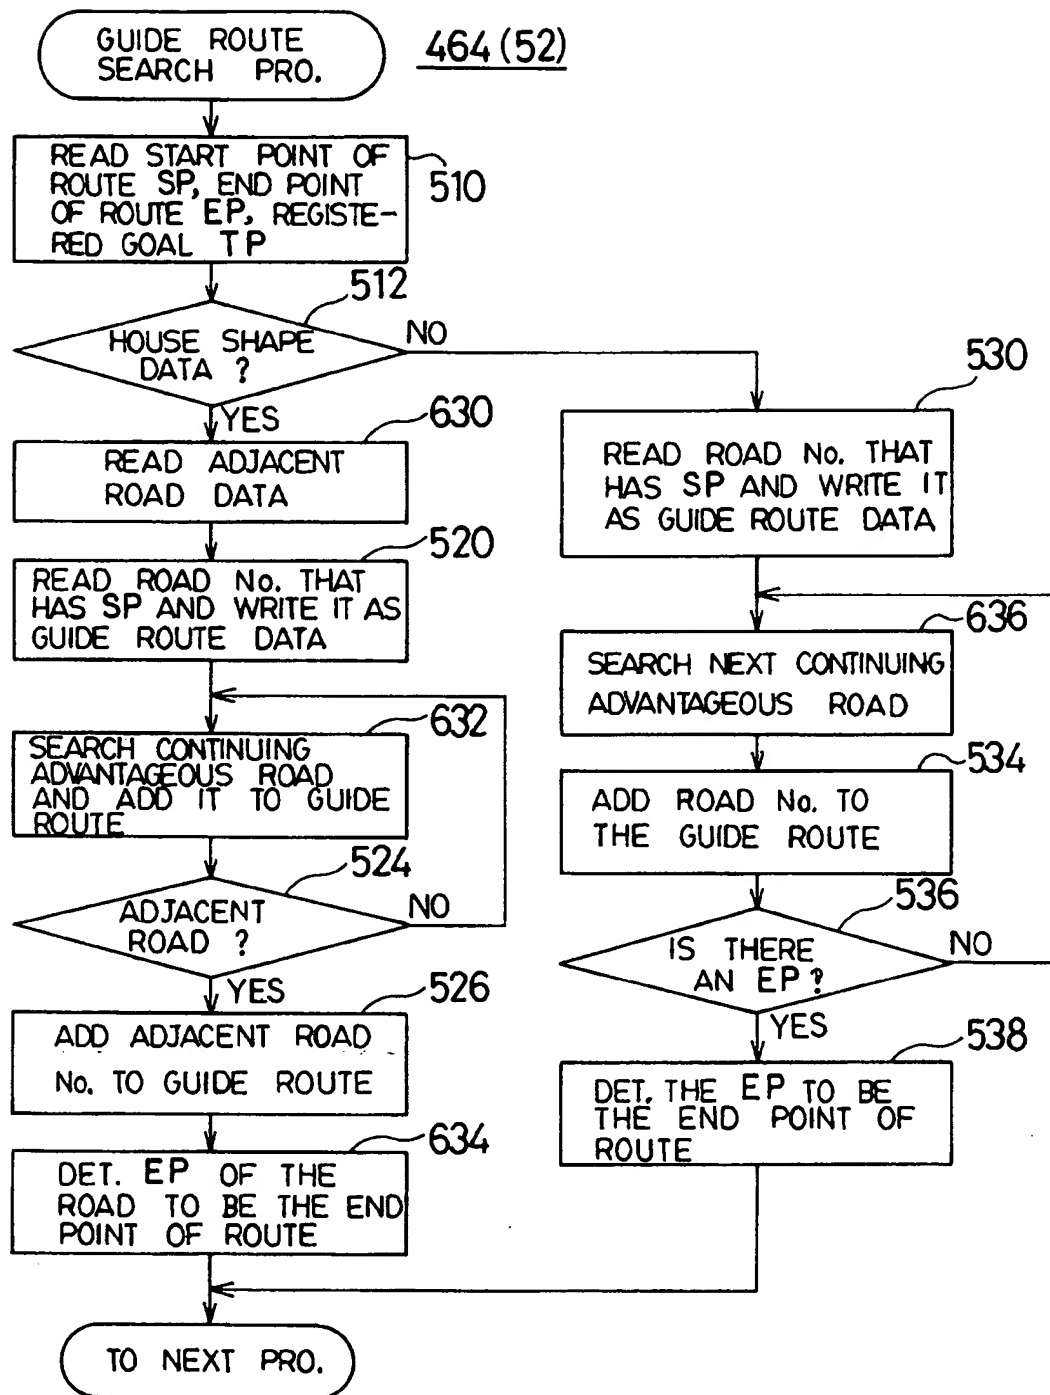 GUIDE ROUTE
SEARCH PRO.
464(52)
READ START POINT OF
ROUTE SP, END POINT
OF ROUTE EP, REGISTE-
RED GOAL TP
510
512
HOUSE SHAPE
DATA ?
NO
YES
630
READ ADJACENT
ROAD DATA
520
READ ROAD No. THAT
HAS SP AND WRITE IT AS
GUIDE ROUTE DATA
632
SEARCH CONTINUING
ADVANTAGEOUS ROAD
AND ADD IT TO GUIDE
ROUTE
524
ADJACENT
ROAD ?
NO
YES
526
ADD ADJACENT ROAD
No. TO GUIDE ROUTE
634
DET. EP OF THE
ROAD TO BE THE END
POINT OF ROUTE
530
READ ROAD No. THAT
HAS SP AND WRITE IT
AS GUIDE ROUTE DATA
636
SEARCH NEXT CONTINUING
ADVANTAGEOUS ROAD
534
ADD ROAD No. TO
THE GUIDE ROUTE
536
IS THERE
AN EP?
NO
YES
538
DET. THE EP TO BE
THE END POINT OF
ROUTE
TO NEXT PRO.